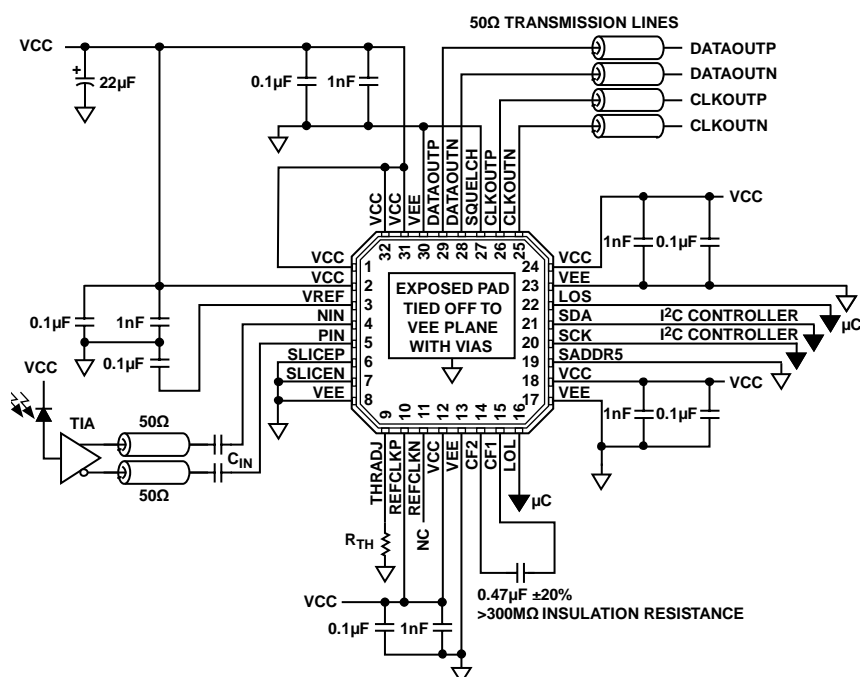 50Ω TRANSMISSION LINES
VCC
DATAOUTP
DATAOUTN
CLKOUTP
CLKOUTN
+
22µF
0.1µF
1nF
VCC
VCC
VEE
DATAOUTP
DATAOUTN
SQUELCH
CLKOUTP
CLKOUTN
32
31
30
29
28
27
26
25
VCC
1
VCC
2
VREF
3
NIN
4
PIN
5
SLICEP
6
SLICEN
7
VEE
8
EXPOSED PAD
TIED OFF TO
VEE PLANE
WITH VIAS
24
VCC
23
VEE
22
LOS
21
SDA
I2C CONTROLLER
20
SCK
I2C CONTROLLER
19
SADDR5
18
VCC
17
VEE
VCC
1nF
0.1µF
µC
VCC
1nF
0.1µF
0.1µF
1nF
0.1µF
VCC
TIA
50Ω
50Ω
CIN
9
10
11
12
13
14
15
16
THRADJ
REFCLKP
REFCLKN
VCC
VEE
CF2
CF1
LOL
µC
RTH
NC
VCC
0.1µF
1nF
0.47µF ±20%
>300MΩ INSULATION RESISTANCE